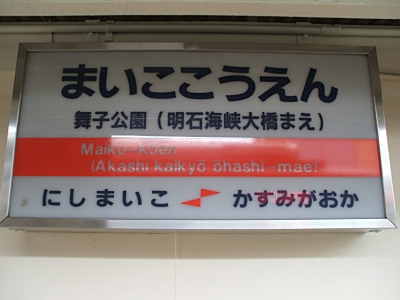 まいここうえん
舞子公園(明石海峡大橋まえ)
Maiko-kōen
(Akashi kaikyō ōhashi-mae)
にしまいこ かすみがおか